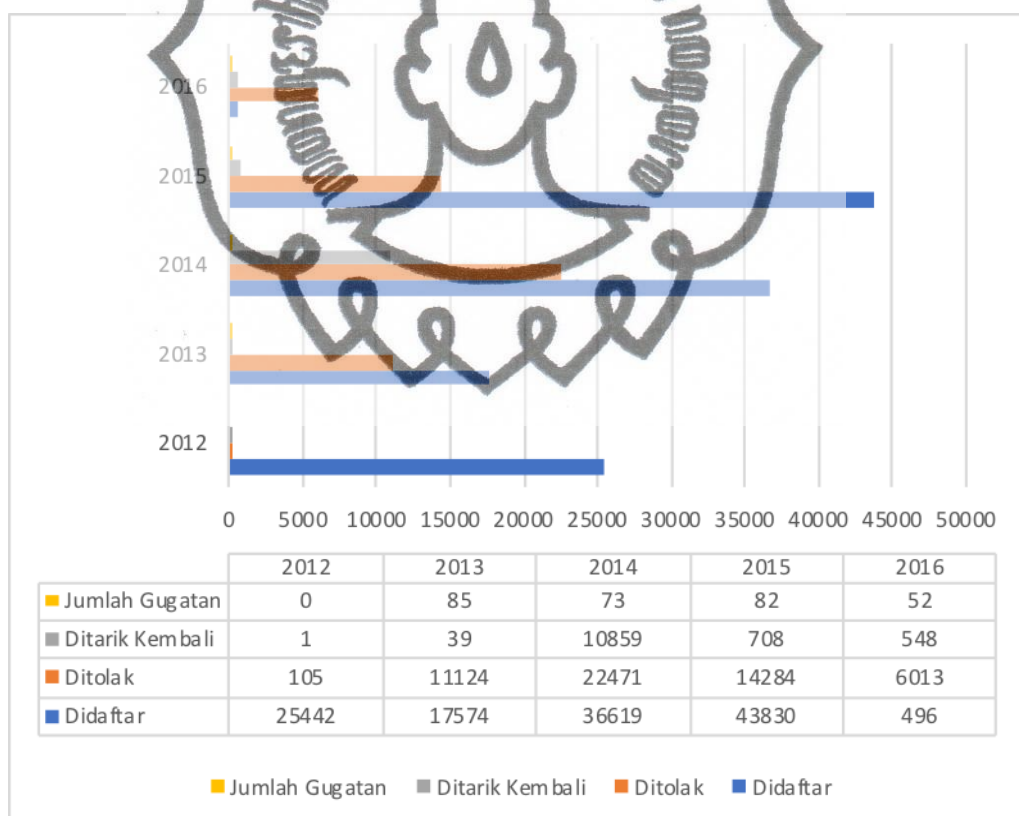 2016
2015
2014
2013
2012
0 5000 10000 15000 20000 25000 30000 35000 40000 45000 50000
2012 2013 2014 2015 2016
Jumlah Gugatan 0 85 73 82 52
Ditarik Kembali 1 39 10859 708 548
Ditolak 105 11124 22471 14284 6013
Didaftar 25442 17574 36619 43830 496
Jumlah Gugatan Ditarik Kembali Ditolak Didaftar